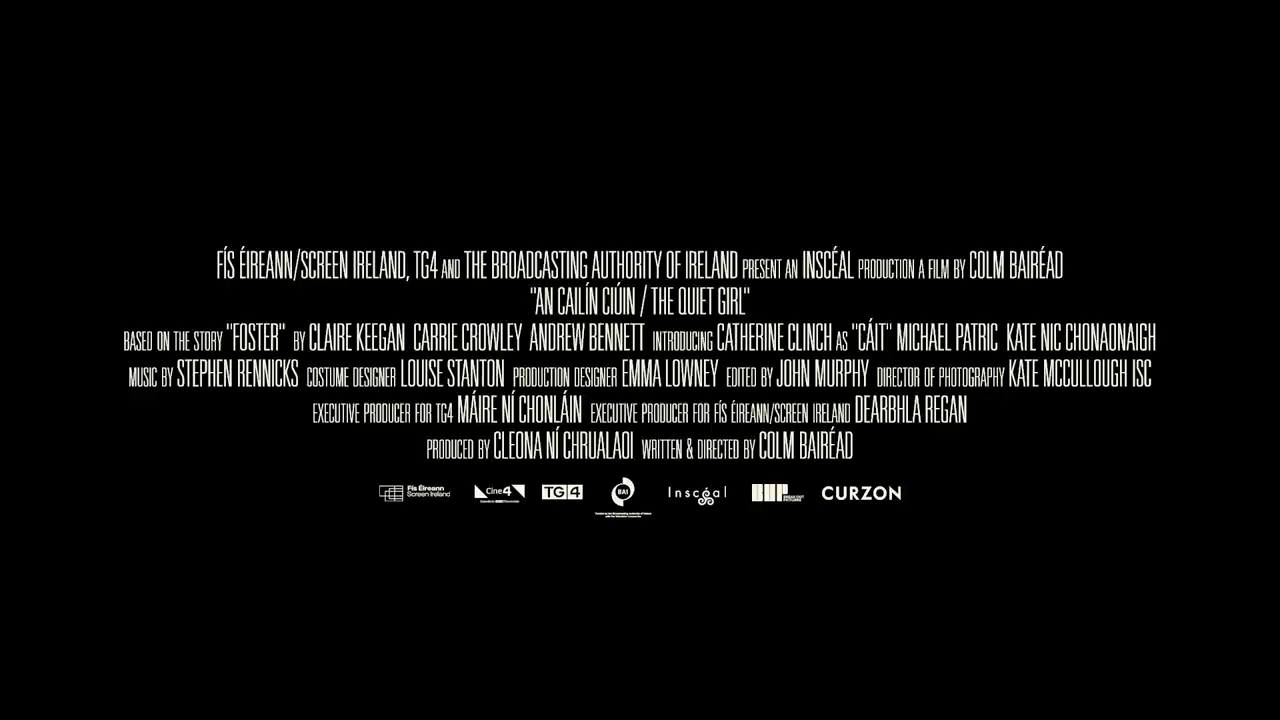 FÍS ÉIREANN/SCREEN IRELAND, TG4 AND THE BROADCASTING AUTHORITY OF IRELAND PRESENT AN INSCÉAL PRODUCTION A FILM BY COLM BAIRÉAD
"AN CAILÍN CIÚIN / THE QUIET GIRL"
BASED ON THE STORY "FOSTER" BY CLAIRE KEEGAN CARRIE CROWLEY ANDREW BENNETT INTRODUCING CATHERINE CLINCH AS "CÁIT" MICHAEL PATRIC KATE NIC CHONAONAIGH
MUSIC BY STEPHEN RENNICKS COSTUME DESIGNER LOUISE STANTON PRODUCTION DESIGNER EMMA LOWNEY EDITED BY JOHN MURPHY DIRECTOR OF PHOTOGRAPHY KATE MCCULLOUGH ISC
EXECUTIVE PRODUCER FOR TG4 MÁIRE NÍ CHONLÁIN EXECUTIVE PRODUCER FOR FÍS ÉIREANN/SCREEN IRELAND DEARBHLA REGAN
PRODUCED BY CLEONA NÍ CHRUALAOI WRITTEN & DIRECTED BY COLM BAIRÉAD
Fís Éireann
Screen Ireland
Cine4
TG4
BAI
Inscéal
BUP BREAKOUT PICTURES
CURZON